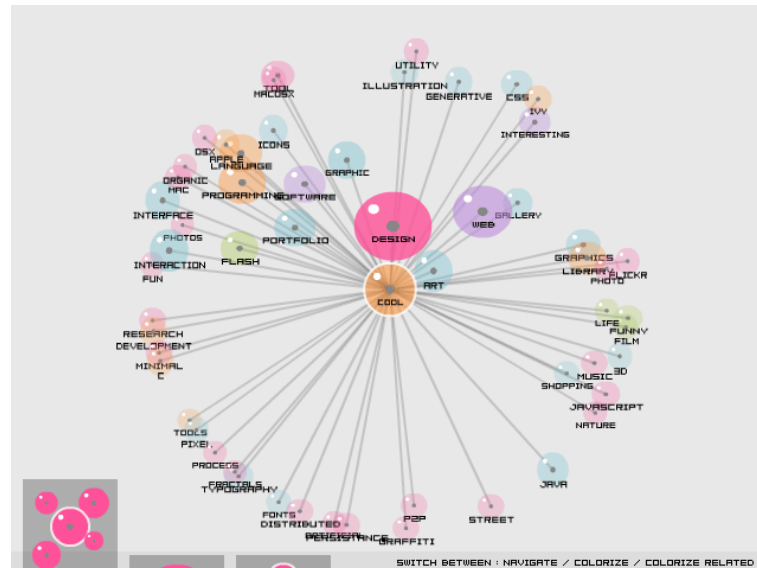 UTILITY
ILLUSTRATION
TOOL
MACOSX
GENERATIVE
CSS
IVY
INTERESTING
ICONS
OSX
APPLE
LANGUAGE
GRAPHIC
ORGANIC
MAC
PROGRAMMING
SOFTWARE
INTERFACE
GALLERY
WEB
PHOTOS
PORTFOLIO
DESIGN
INTERACTION
FLASH
FUN
GRAPHICS
LIBRARY
FLICKR
PHOTO
ART
COOL
LIFE
FUNNY
FILM
RESEARCH
DEVELOPMENT
MINIMAL
C
3D
MUSIC
SHOPPING
JAVASCRIPT
NATURE
TOOLS
PIXEL
PROCESS
FRACTALS
TYPOGRAPHY
JAVA
FONTS
DISTRIBUTED
ARTIFICIAL
PERSISTANCE
P2P
GRAFFITI
STREET
SWITCH BETWEEN : NAVIGATE / COLORIZE / COLORIZE RELATED